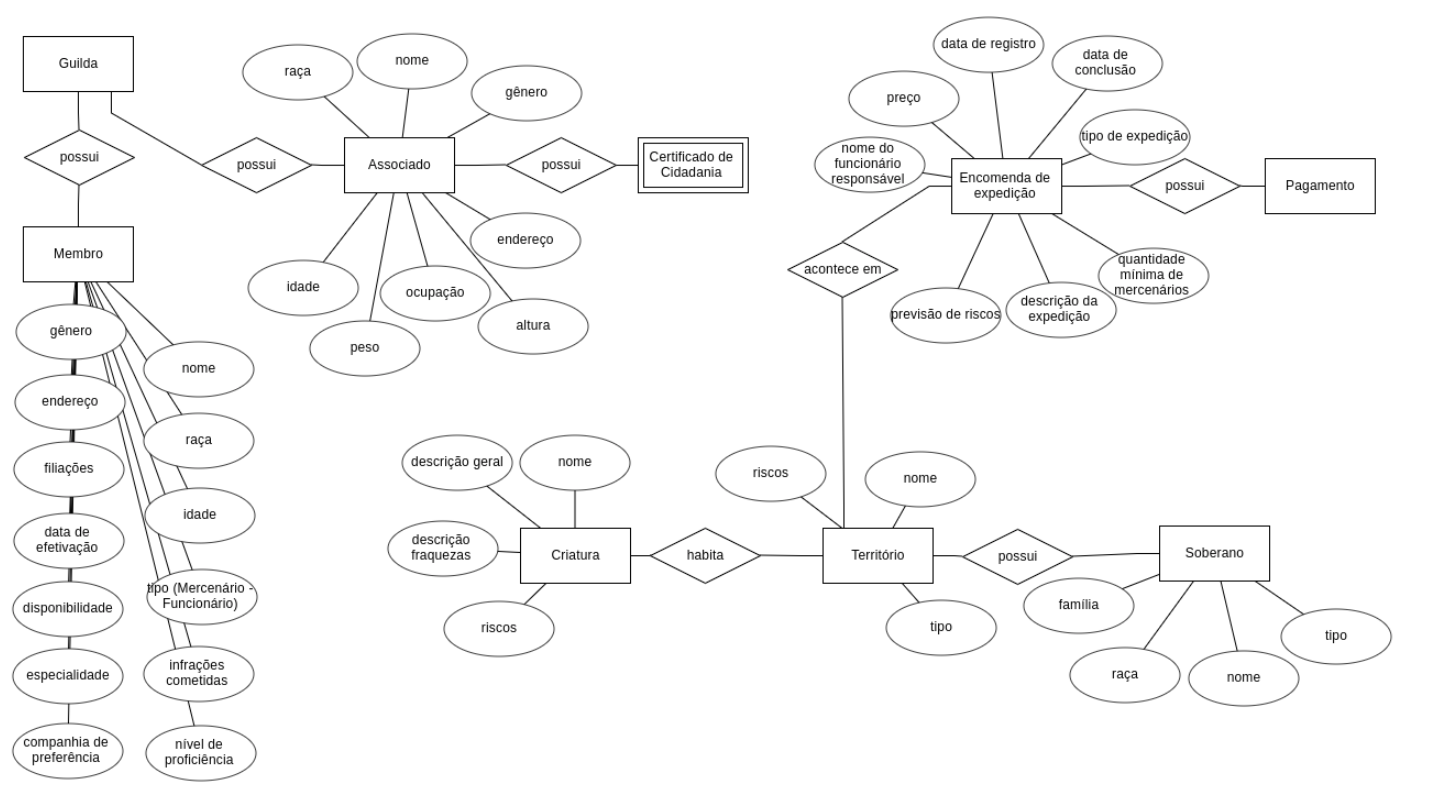 Guilda
possui
Membro
gênero
endereço
filiações
data de
efetivação
disponibilidade
especialidade
companhia de
preferência
nome
raça
idade
tipo (Mercenário -
Funcionário)
infrações
cometidas
nível de
proficiência
possui
Associado
raça
nome
gênero
idade
peso
ocupação
altura
endereço
possui
Certificado de
Cidadania
Encomenda de
expedição
nome do
funcionário
responsável
preço
data de registro
data de
conclusão
tipo de expedição
possui
Pagamento
quantidade
mínima de
mercenários
descrição da
expedição
previsão de riscos
acontece em
Criatura
descrição geral
nome
descrição
fraquezas
riscos
habita
Território
riscos
nome
tipo
possui
Soberano
família
raça
nome
tipo